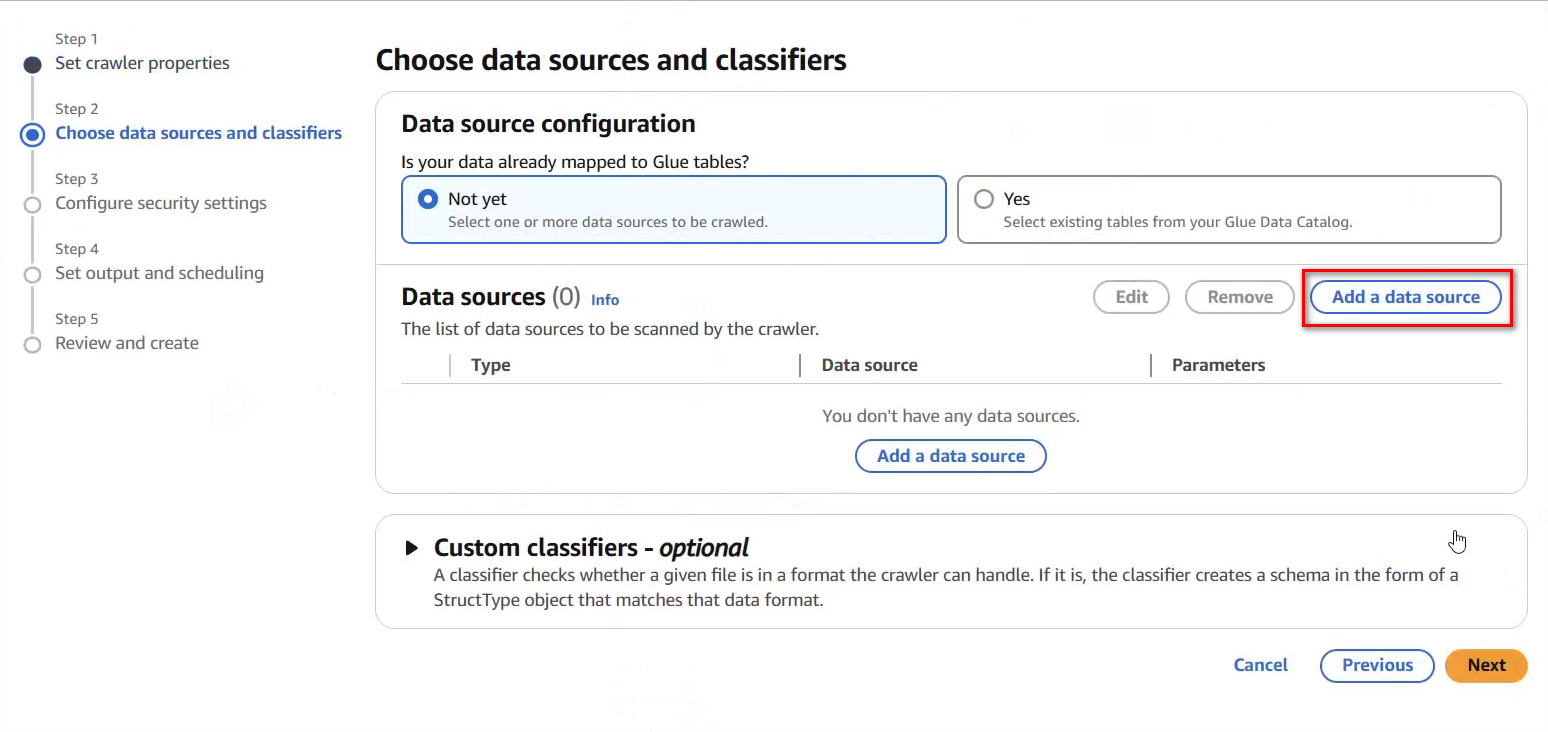 Step 1
Set crawler properties
Step 2
Choose data sources and classifiers
Step 3
Configure security settings
Step 4
Set output and scheduling
Step 5
Review and create
Choose data sources and classifiers
Data source configuration
Is your data already mapped to Glue tables?
Not yet
Select one or more data sources to be crawled.
Yes
Select existing tables from your Glue Data Catalog.
Data sources (0) Info
Edit
Remove
Add a data source
The list of data sources to be scanned by the crawler.
Type
Data source
Parameters
You don't have any data sources.
Add a data source
Custom classifiers - optional
A classifier checks whether a given file is in a format the crawler can handle. If it is, the classifier creates a schema in the form of a
StructType object that matches that data format.
Cancel
Previous
Next